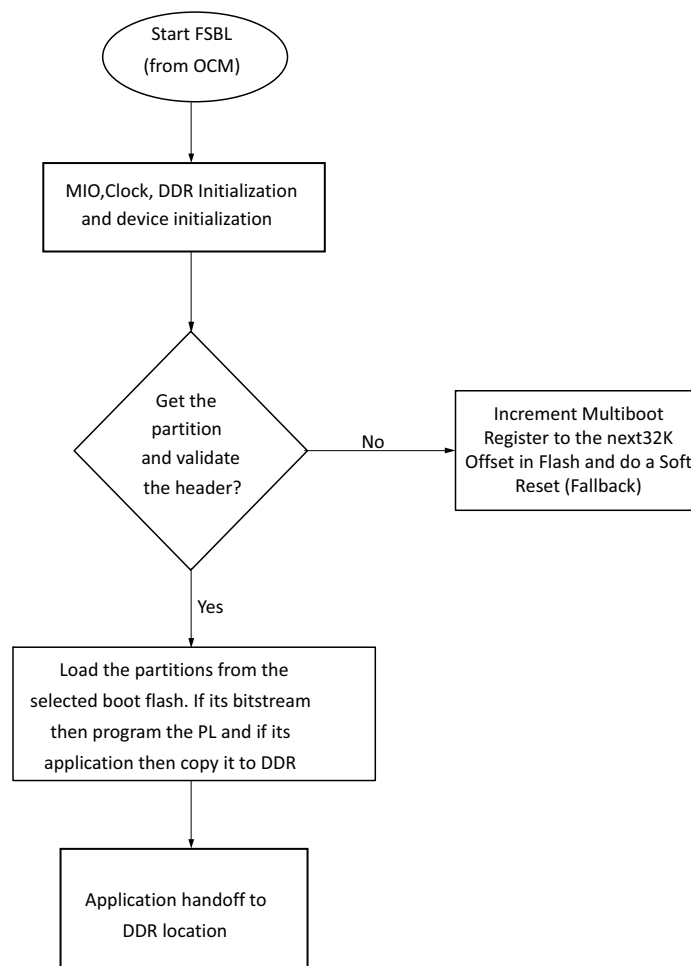 Start FSBL
(from OCM)
MIO,Clock, DDR Initialization
and device initialization
Get the
partition
and validate
the header?
No
Increment Multiboot
Register to the next32K
Offset in Flash and do a Soft
Reset (Fallback)
Yes
Load the partitions from the
selected boot flash. If its bitstream
then program the PL and if its
application then copy it to DDR
Application handoff to
DDR location